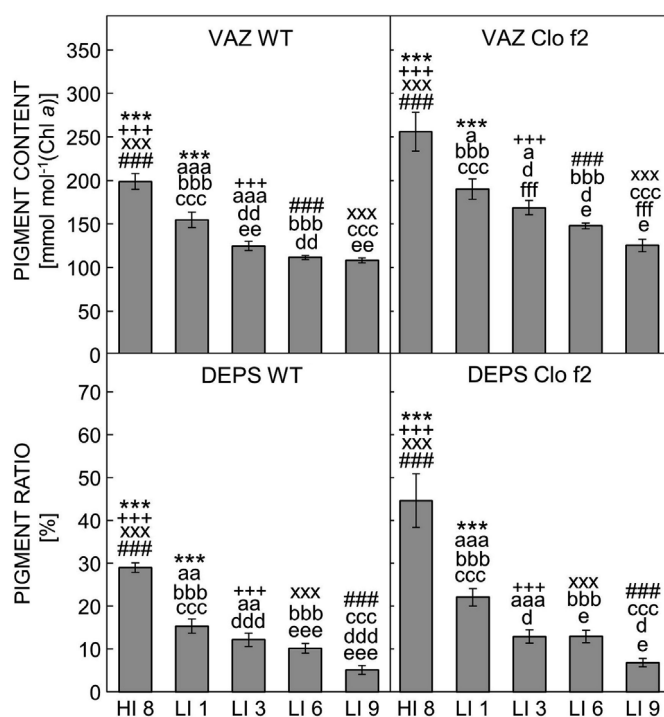 VAZ WT
VAZ Clo f2
PIGMENT CONTENT
[mmol mol-1(Chl a)]
350
300
250
200
150
100
50
0
***
+++
xxx
###
***
aaa
bbb
ccc
+++
aaa
dd
ee
###
bbb
dd
xxx
ccc
ee
***
+++
xxx
###
***
a
bbb
ccc
+++
a
d
fff
###
bbb
d
e
xxx
ccc
fff
e
DEPS WT
DEPS Clo f2
PIGMENT RATIO
[%]
70
60
50
40
30
20
10
0
***
+++
xxx
###
***
aa
bbb
ccc
+++
aa
ddd
xxx
bbb
eee
###
ccc
ddd
eee
***
+++
xxx
###
***
aaa
bbb
ccc
+++
aaa
d
xxx
bbb
e
###
ccc
d
e
HI 8 LI 1 LI 3 LI 6 LI 9 HI 8 LI 1 LI 3 LI 6 LI 9